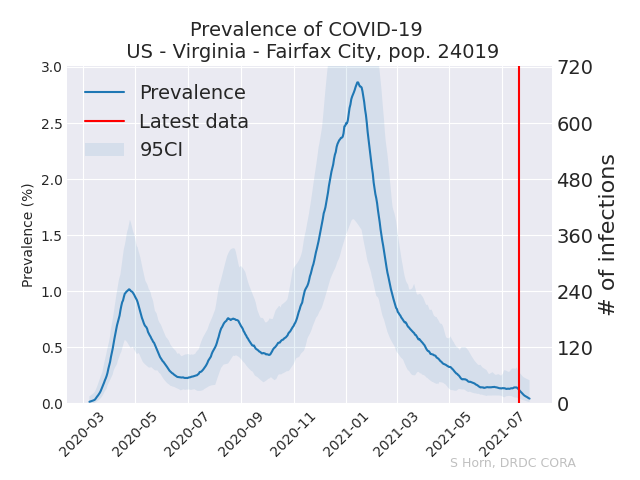 Prevalence of COVID-19
US - Virginia - Fairfax City, pop. 24019
Prevalence
Latest data
95CI
Prevalence (%)
3.0
2.5
2.0
1.5
1.0
0.5
0.0
720
600
480
360
240
120
0
# of infections
2020-03
2020-05
2020-07
2020-09
2020-11
2021-01
2021-03
2021-05
2021-07
S Horn, DRDC CORA